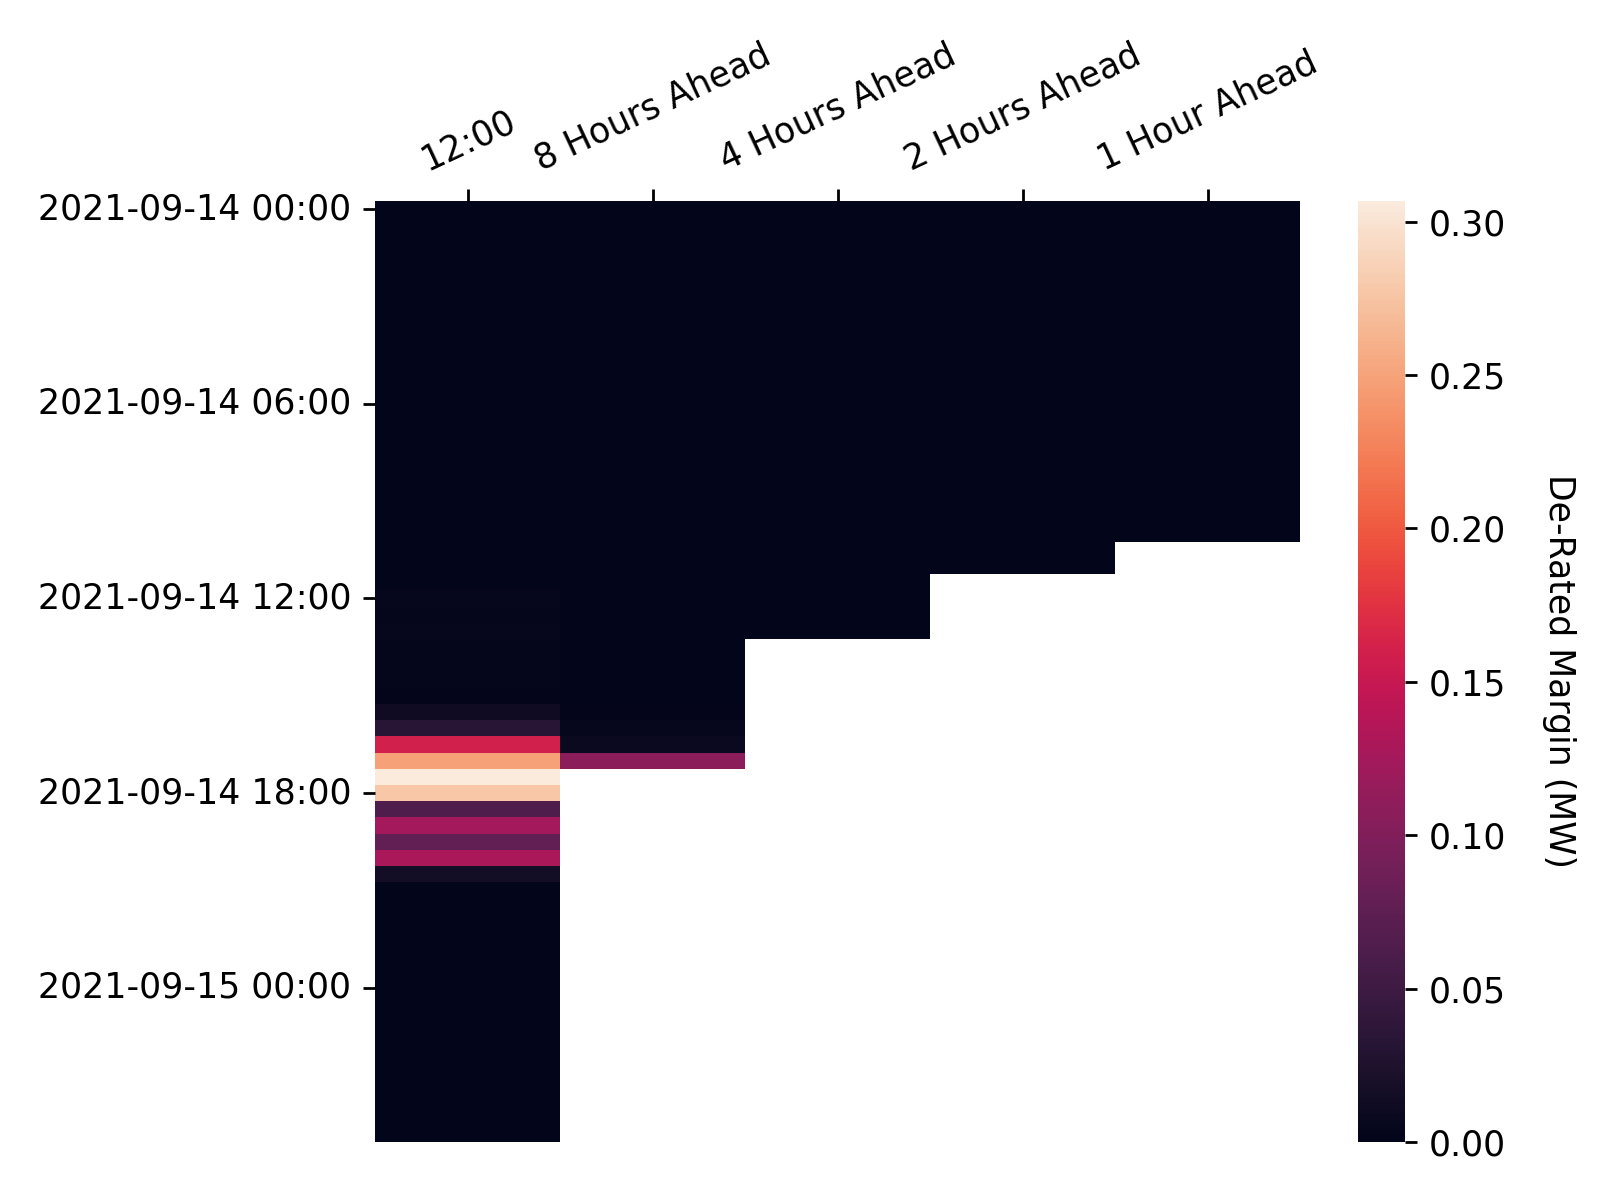 12:00
8 Hours Ahead
4 Hours Ahead
2 Hours Ahead
1 Hour Ahead
2021-09-14 00:00
2021-09-14 06:00
2021-09-14 12:00
2021-09-14 18:00
2021-09-15 00:00
0.30
0.25
0.20
0.15
0.10
0.05
0.00
De-Rated Margin (MW)